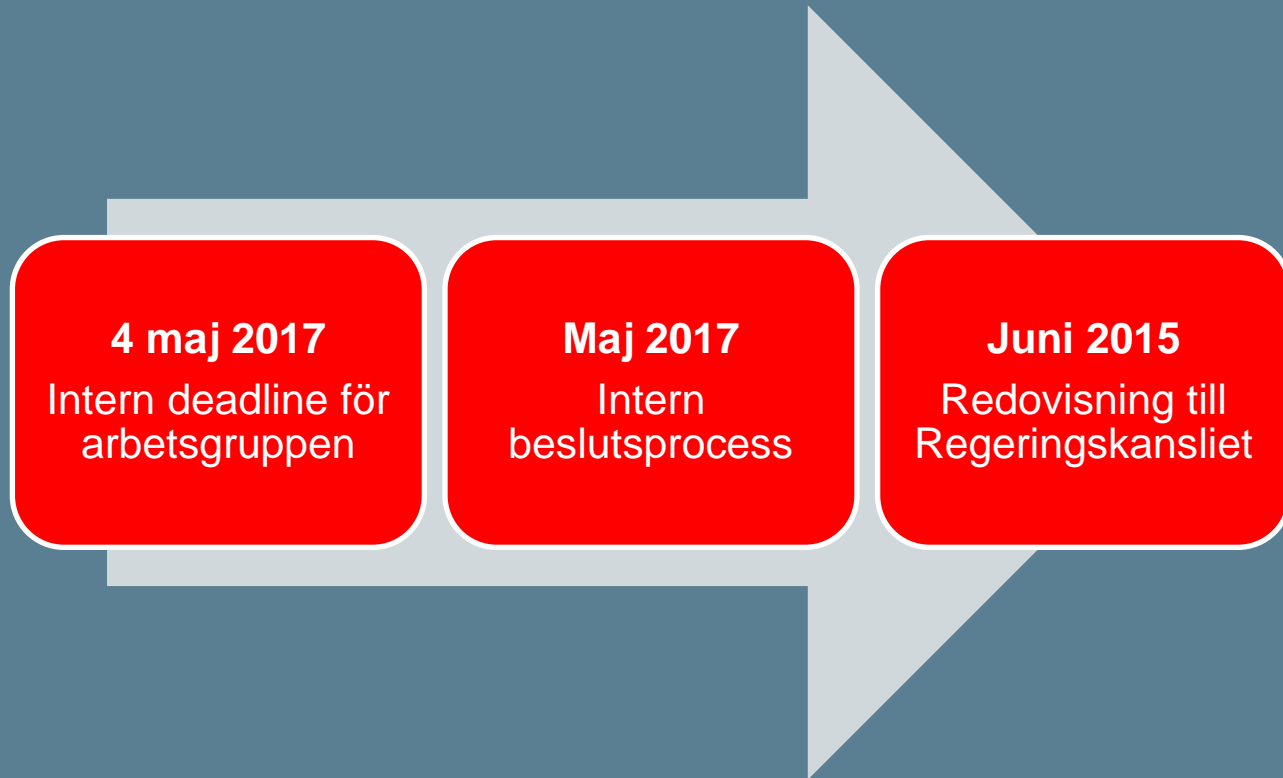 4 maj 2017
Intern deadline för
arbetsgruppen
Maj 2017
Intern
beslutsprocess
Juni 2015
Redovisning till
Regeringskansliet